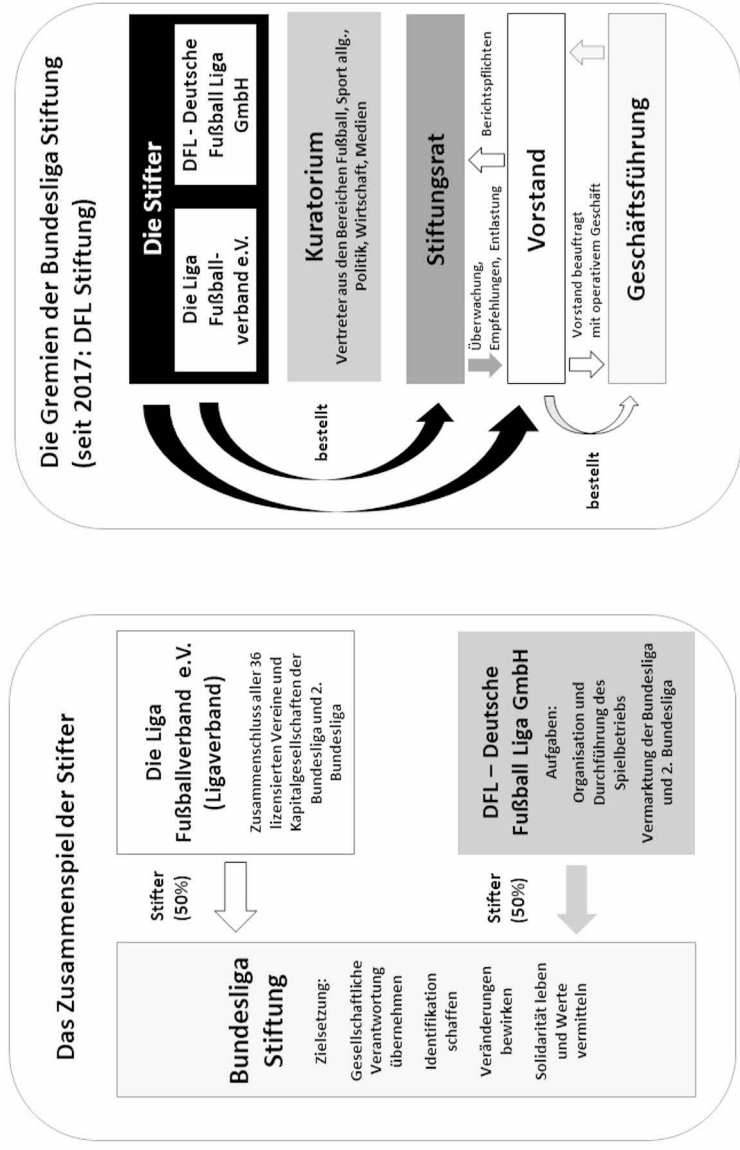 Das Zusammenspiel der Stifter
Bundesliga
Stiftung
Zielsetzung:
Gesellschaftliche
Verantwortung
übernehmen
Identifikation
schaffen
Veränderungen
bewirken
Solidarität leben
und Werte
vermitteln
Stifter
(50%)
Die Liga
Fußballverband e.V.
(Ligaverband)
Zusammenschluss aller 36
lizensierten Vereine und
Kapitalgesellschaften der
Bundesliga und 2.
Bundesliga
Stifter
(50%)
DFL – Deutsche
Fußball Liga GmbH
Aufgaben:
Organisation und
Durchführung des
Spielbetriebs
Vermarktung der Bundesliga
und 2. Bundesliga
Die Gremien der Bundesliga Stiftung
(seit 2017: DFL Stiftung)
Die Stifter
Die Liga
Fußball-
verband e.V.
DFL - Deutsche
Fußball Liga
GmbH
Kuratorium
Vertreter aus den Bereichen Fußball, Sport allg.,
Politik, Wirtschaft, Medien
bestellt
Stiftungsrat
Überwachung,
Empfehlungen, Entlastung
Berichtspflichten
Vorstand
Vorstand beauftragt
mit operativem Geschäft
bestellt
Geschäftsführung